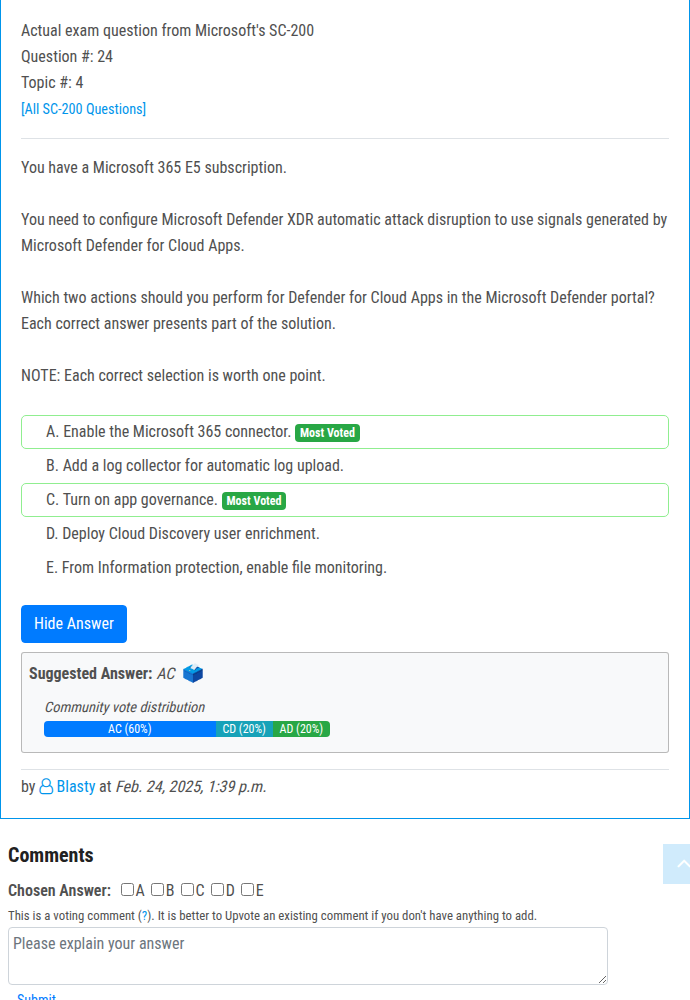 Actual exam question from Microsoft's SC-200
Question #: 24
Topic #: 4
[All SC-200 Questions]
You have a Microsoft 365 E5 subscription.
You need to configure Microsoft Defender XDR automatic attack disruption to use signals generated by
Microsoft Defender for Cloud Apps.
Which two actions should you perform for Defender for Cloud Apps in the Microsoft Defender portal?
Each correct answer presents part of the solution.
NOTE: Each correct selection is worth one point.
A. Enable the Microsoft 365 connector. Most Voted
B. Add a log collector for automatic log upload.
C. Turn on app governance. Most Voted
D. Deploy Cloud Discovery user enrichment.
E. From Information protection, enable file monitoring.
Hide Answer
Suggested Answer: AC
Community vote distribution
AC (60%) CD (20%) AD (20%)
by Blasty at Feb. 24, 2025, 1:39 p.m.
Comments
Chosen Answer: A B C D E
This is a voting comment (?). It is better to Upvote an existing comment if you don't have anything to add.
Please explain your answer
Submit